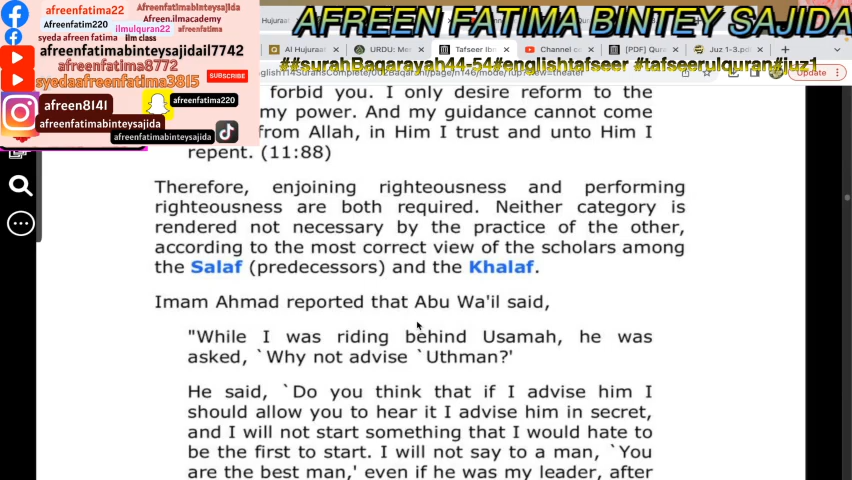 AFREEN FATIMA BINTEY SAJIDA
afreenfatima22
Afreenfatimabinteysajida
Afreenfatima220
Afreen.ilmacademy
ilmulquran22
afreenfatima
syeda afreen fatima
Ilm class
afreenfatimabinteysajidail7742
afreenfatima8772
syedaafreenfatima3815
SUBSCRIBE
afreen8141
afreenfatima220
afreenfatimabinteysajida
afreenfatimabinteysajida
Hujuraat
Al Hujurat
URDU: Mer
Tafseer Ibn
Channel co
[PDF] Qura
Juz 1-3.pd
##surahBaqarayah44-54#englishtafseer #tafseerulquran#juz1
Update
forbid you. I only desire reform to the
my power. And my guidance cannot come
from Allah, in Him I trust and unto Him I
repent. (11:88)
Therefore, enjoining righteousness and performing
righteousness are both required. Neither category is
rendered not necessary by the practice of the other,
according to the most correct view of the scholars among
the Salaf (predecessors) and the Khalaf.
Imam Ahmad reported that Abu Wa'il said,
"While I was riding behind Usamah, he was
asked, `Why not advise `Uthman?'
He said, `Do you think that if I advise him I
should allow you to hear it I advise him in secret,
and I will not start something that I would hate to
be the first to start. I will not say to a man, `You
are the best man,' even if he was my leader, after